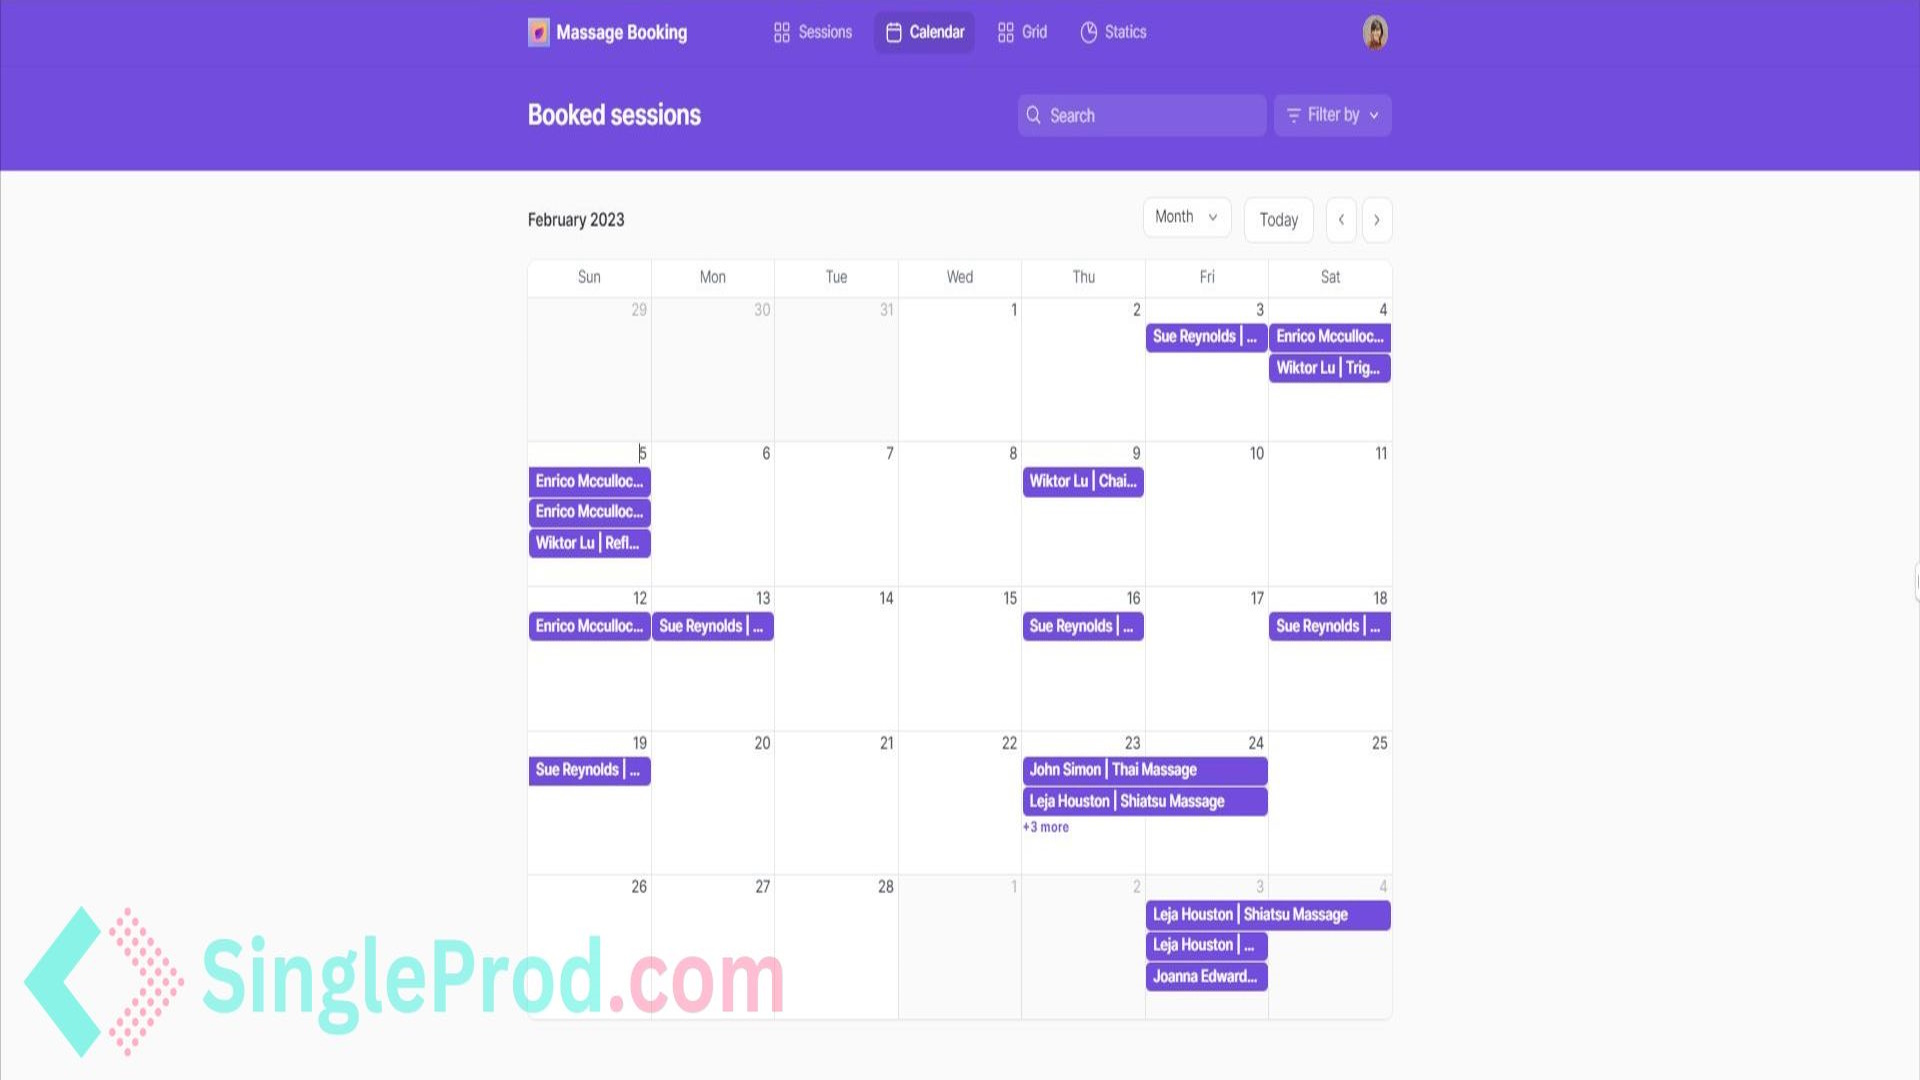 Massage Booking
Sessions
Calendar
Grid
Statics
Booked sessions
Search
Filter by
February 2023
Month
Today
Sun Mon Tue Wed Thu Fri Sat
29 30 31 1 2 3 4
Sue Reynolds | ...
Enrico Mcculloc...
Wiktor Lu | Trig...
5 6 7 8 9 10 11
Enrico Mcculloc...
Enrico Mcculloc...
Wiktor Lu | Refl...
Wiktor Lu | Chai...
12 13 14 15 16 17 18
Enrico Mcculloc...
Sue Reynolds | ...
Sue Reynolds | ...
Sue Reynolds | ...
19 20 21 22 23 24 25
Sue Reynolds | ...
John Simon | Thai Massage
Leja Houston | Shiatsu Massage
+3 more
26 27 28 1 2 3 4
Leja Houston | Shiatsu Massage
Leja Houston | ...
Joanna Edward...
SingleProd.com